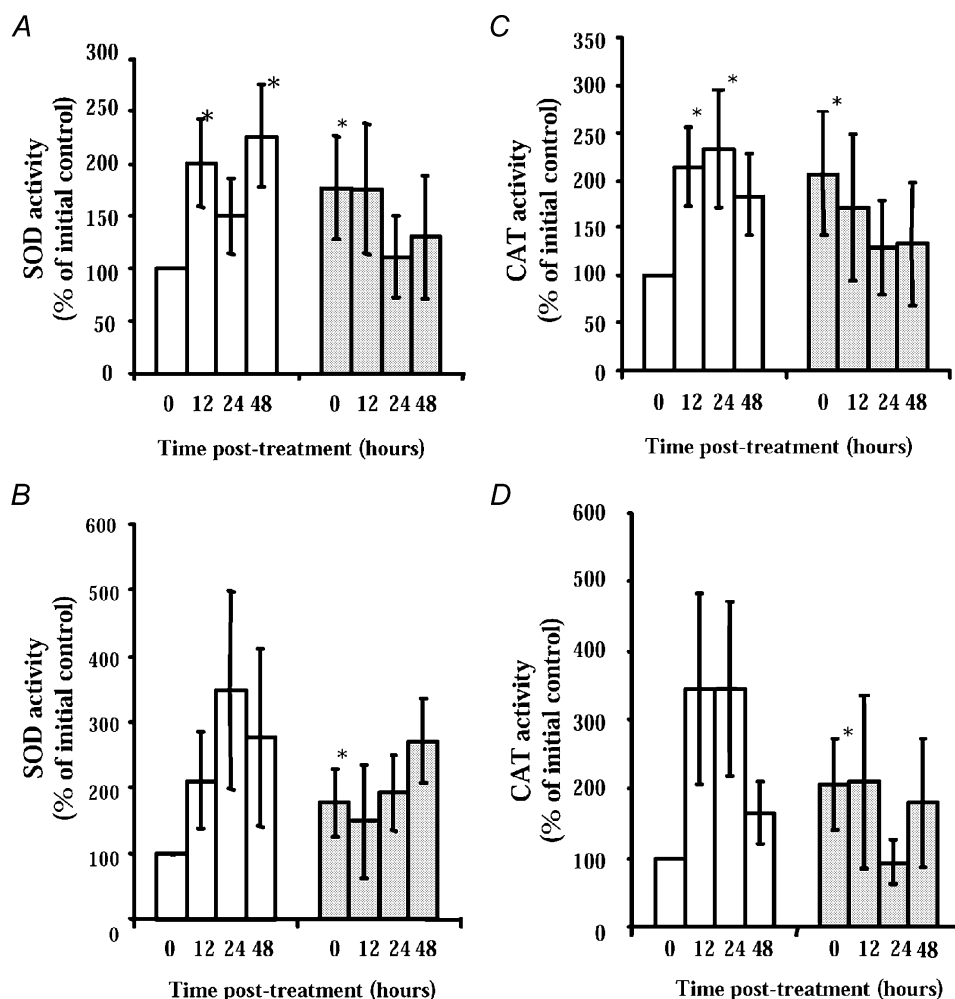 A
SOD activity
(% of initial control)
300
250
200
150
100
50
0
* * *
0 12 24 48 0 12 24 48
Time post-treatment (hours)
C
CAT activity
(% of initial control)
350
300
250
200
150
100
50
0
* * *
0 12 24 48 0 12 24 48
Time post-treatment (hours)
B
SOD activity
(% of initial control)
600
500
400
300
200
100
0
*
0 12 24 48 0 12 24 48
Time post-treatment (hours)
D
CAT activity
(% of initial control)
600
500
400
300
200
100
0
*
0 12 24 48 0 12 24 48
Time post-treatment (hours)